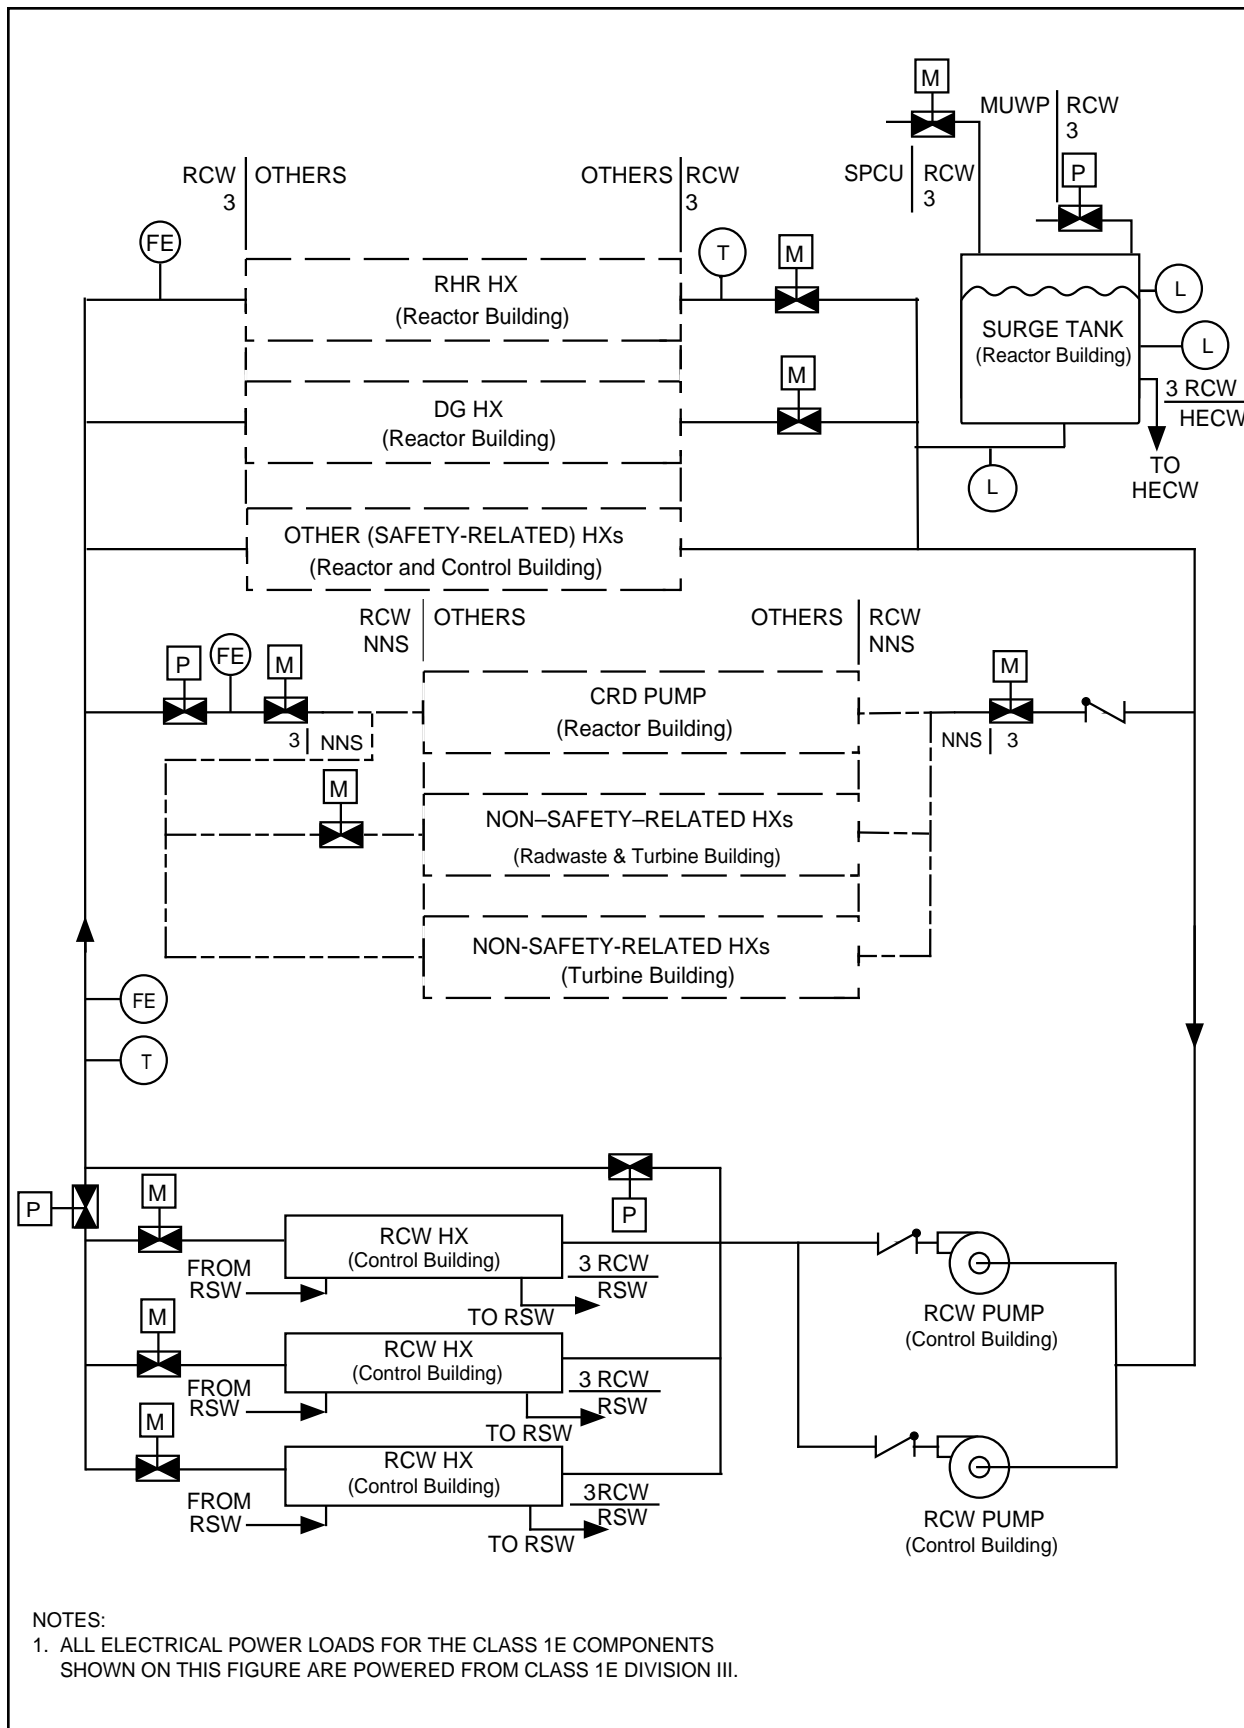 M
MUWP RCW
3
SPCU RCW
3
P
RCW OTHERS
3
OTHERS RCW
3
FE
T
M
RHR HX
(Reactor Building)
L
SURGE TANK
(Reactor Building)
L
M
3 RCW
HECW
DG HX
(Reactor Building)
TO
HECW
L
OTHER (SAFETY-RELATED) HXs
(Reactor and Control Building)
RCW OTHERS
NNS
OTHERS RCW
NNS
P
FE
M
M
CRD PUMP
(Reactor Building)
3 NNS
NNS 3
M
NON–SAFETY–RELATED HXs
(Radwaste & Turbine Building)
NON-SAFETY-RELATED HXs
(Turbine Building)
FE
T
P
M
P
RCW HX
(Control Building)
FROM
RSW
3 RCW
RSW
TO RSW
RCW PUMP
(Control Building)
M
RCW HX
(Control Building)
FROM
RSW
3 RCW
RSW
TO RSW
M
RCW HX
(Control Building)
FROM
RSW
3RCW
RSW
TO RSW
RCW PUMP
(Control Building)
NOTES:
1. ALL ELECTRICAL POWER LOADS FOR THE CLASS 1E COMPONENTS
SHOWN ON THIS FIGURE ARE POWERED FROM CLASS 1E DIVISION III.